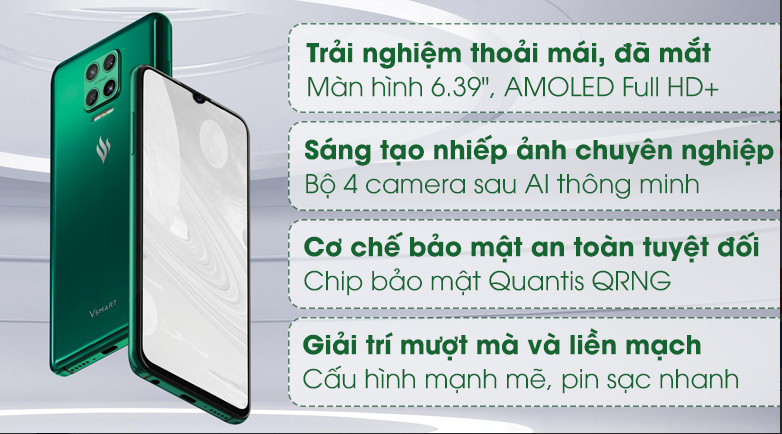 Trải nghiệm thoải mái, đã mắt
Màn hình 6.39", AMOLED Full HD+
Sáng tạo nhiếp ảnh chuyên nghiệp
Bộ 4 camera sau AI thông minh
Cơ chế bảo mật an toàn tuyệt đối
Chip bảo mật Quantis QRNG
Giải trí mượt mà và liền mạch
Cấu hình mạnh mẽ, pin sạc nhanh
VSMART